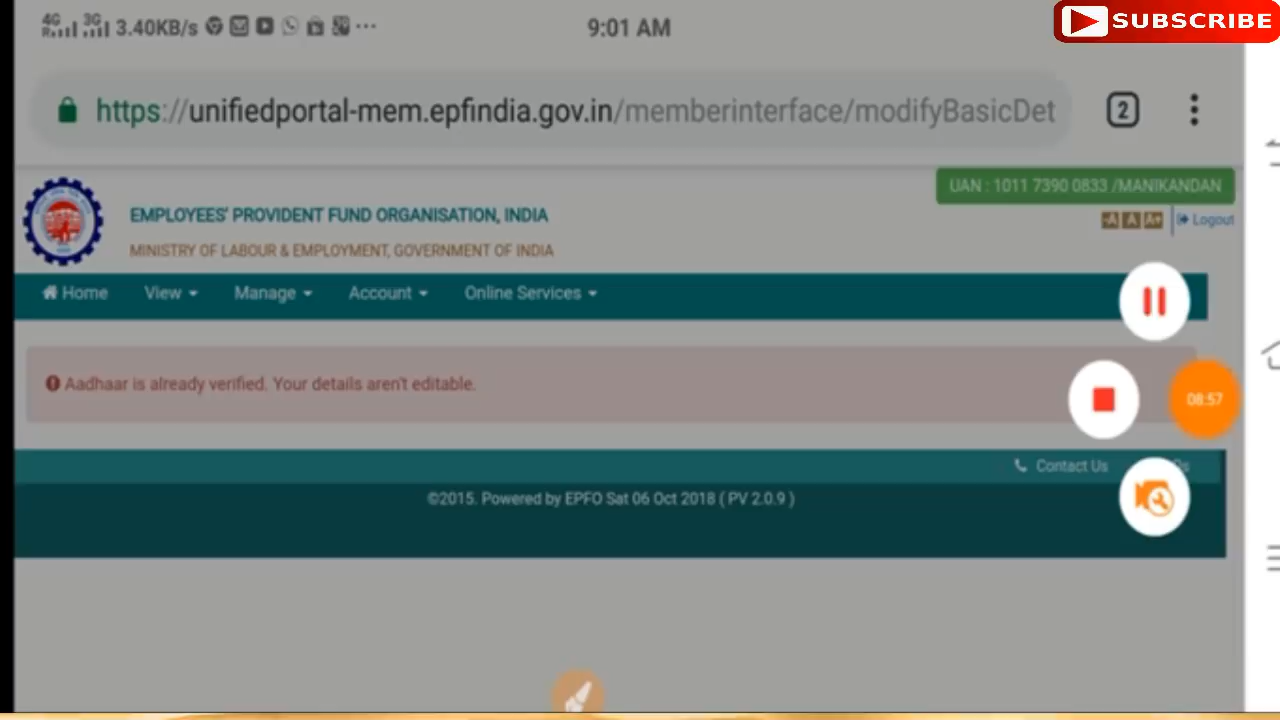 4G 3G 3.40KB/s 9:01 AM
SUBSCRIBE
https://unifiedportal-mem.epfindia.gov.in/memberinterface/modifyBasicDet 2
UAN : 1011 7390 0833 /MANIKANDAN
EMPLOYEES' PROVIDENT FUND ORGANISATION, INDIA
-A A A+ Logout
MINISTRY OF LABOUR & EMPLOYMENT, GOVERNMENT OF INDIA
Home View Manage Account Online Services
Aadhaar is already verified. Your details aren't editable.
08:57
Contact Us
©2015. Powered by EPFO Sat 06 Oct 2018 ( PV 2.0.9 )